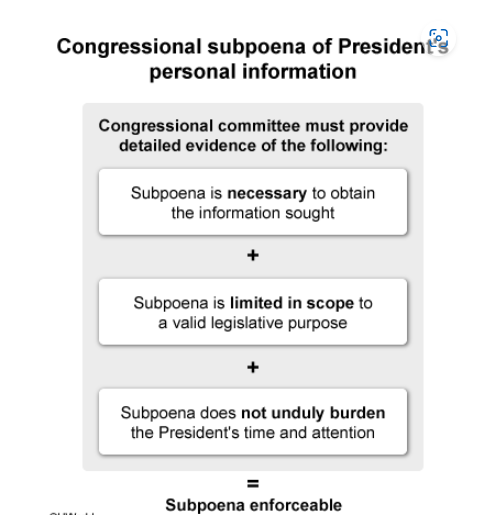 Congressional subpoena of President's
personal information
Congressional committee must provide
detailed evidence of the following:
Subpoena is necessary to obtain
the information sought
+
Subpoena is limited in scope to
a valid legislative purpose
+
Subpoena does not unduly burden
the President's time and attention
=
Subpoena enforceable